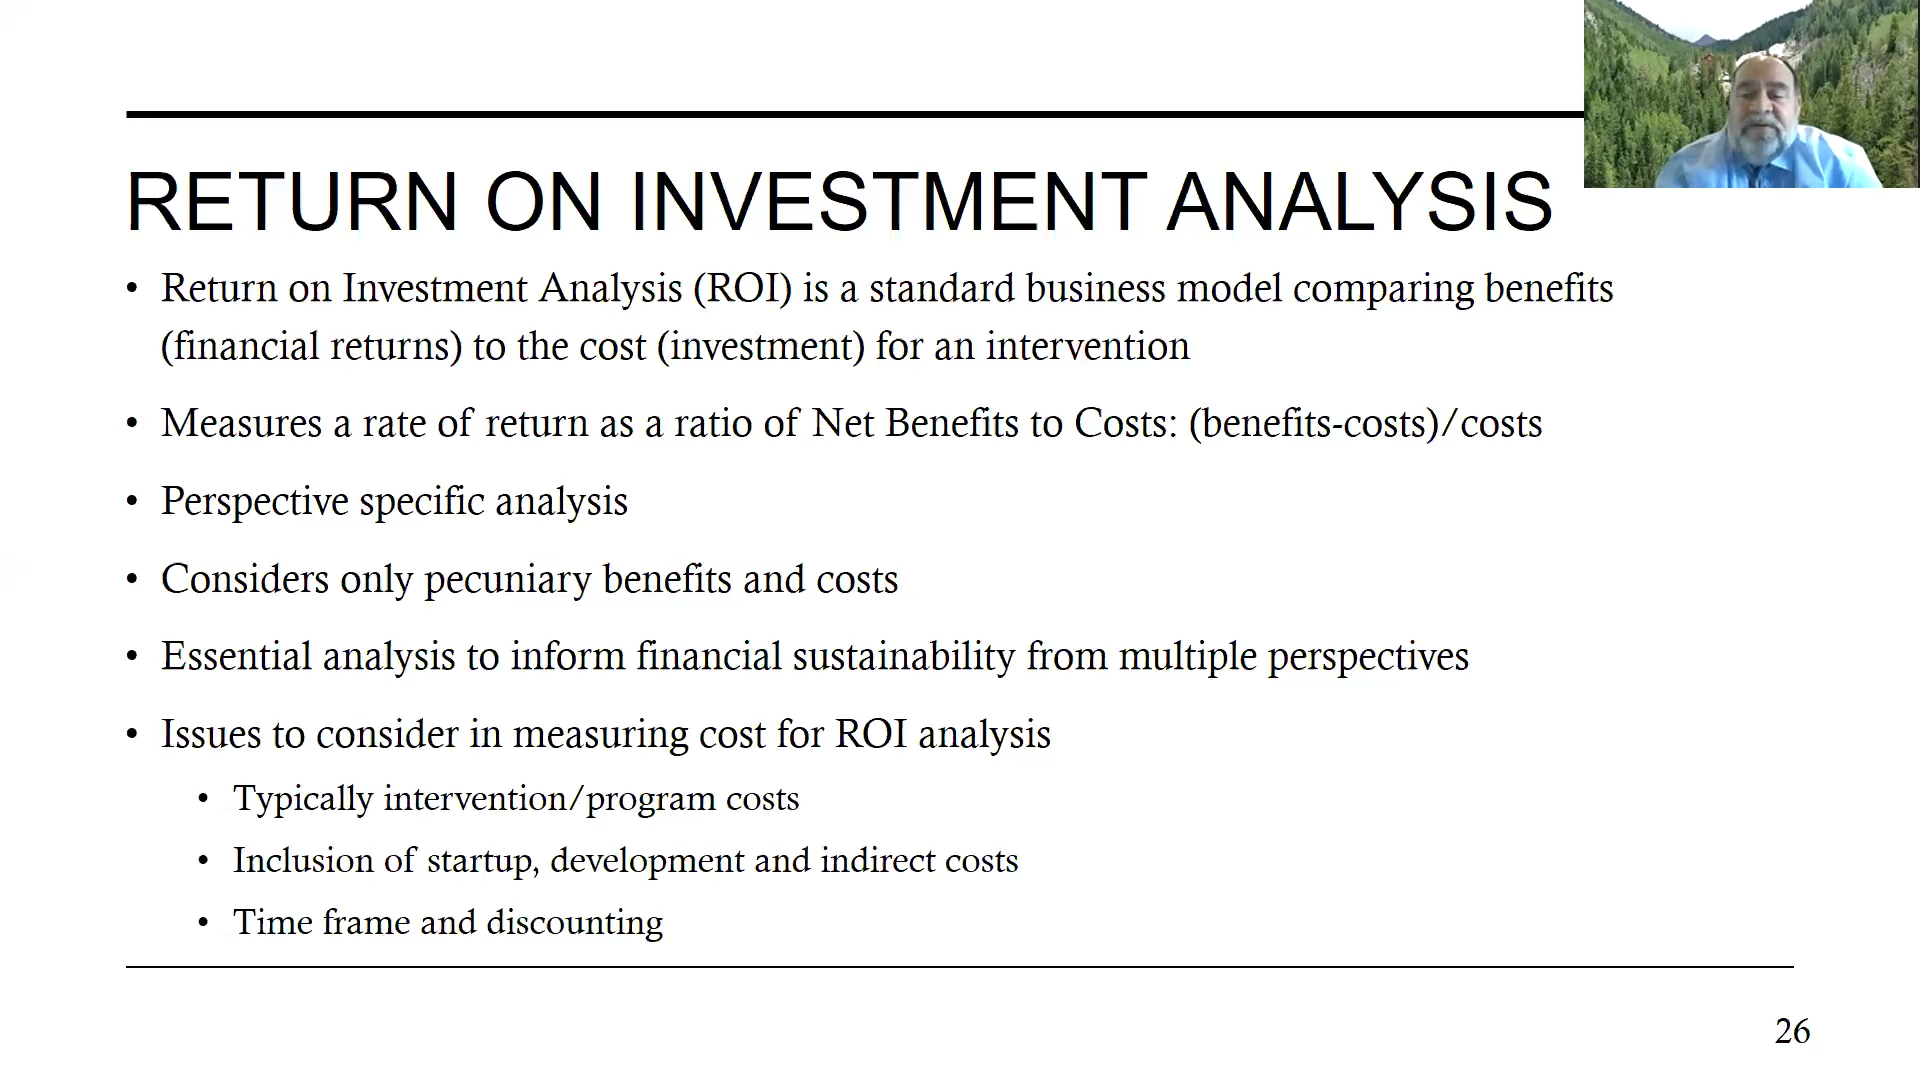 RETURN ON INVESTMENT ANALYSIS
• Return on Investment Analysis (ROI) is a standard business model comparing benefits
(financial returns) to the cost (investment) for an intervention
• Measures a rate of return as a ratio of Net Benefits to Costs: (benefits-costs)/costs
• Perspective specific analysis
• Considers only pecuniary benefits and costs
• Essential analysis to inform financial sustainability from multiple perspectives
• Issues to consider in measuring cost for ROI analysis
• Typically intervention/program costs
• Inclusion of startup, development and indirect costs
• Time frame and discounting
26